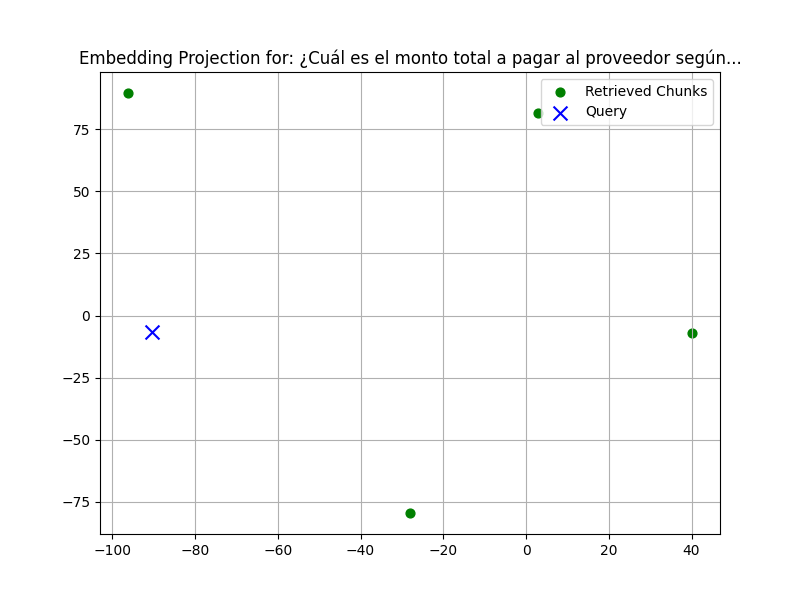 Embedding Projection for: ¿Cuál es el monto total a pagar al proveedor según...
Retrieved Chunks
Query
75
50
25
0
−25
−50
−75
−100 −80 −60 −40 −20 0 20 40